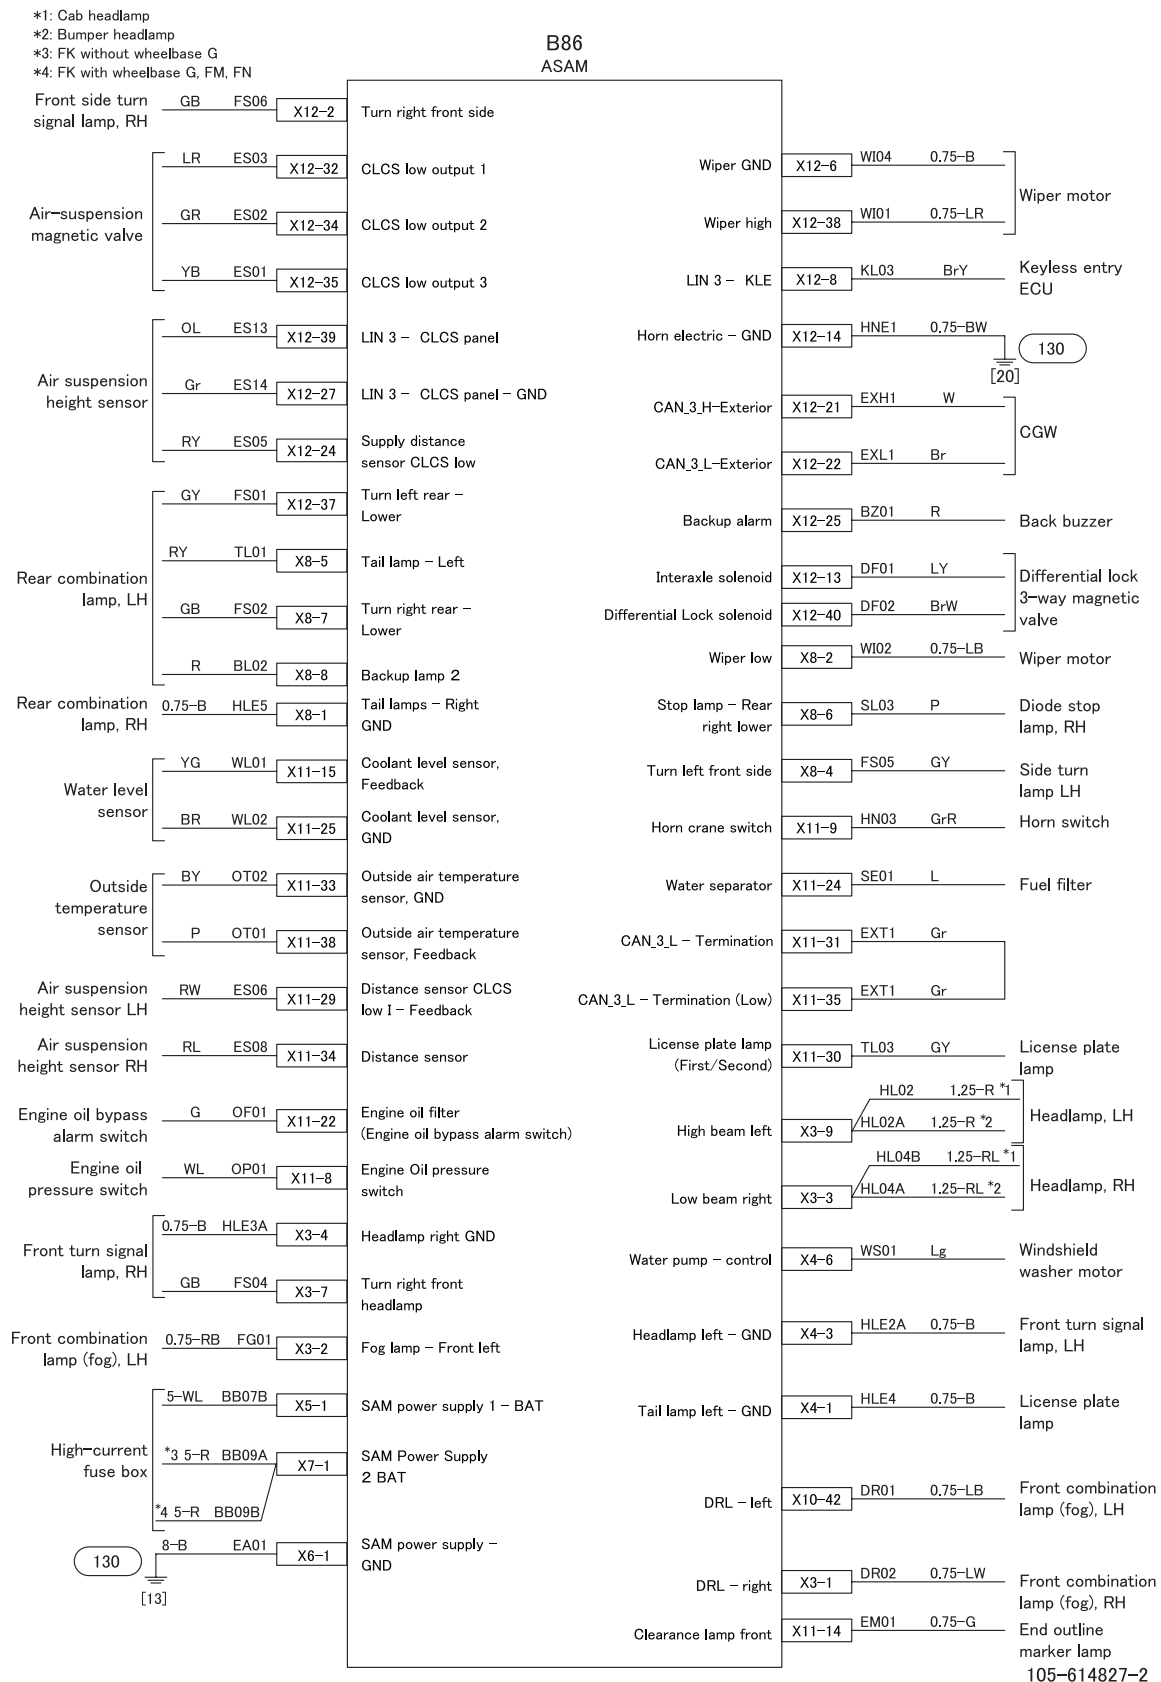 *1: Cab headlamp
*2: Bumper headlamp
*3: FK without wheelbase G
*4: FK with wheelbase G, FM, FN
B86
ASAM
Front side turn
signal lamp, RH
GB FS06
X12-2
Turn right front side
Air-suspension
magnetic valve
LR ES03
X12-32
CLCS low output 1
GR ES02
X12-34
CLCS low output 2
YB ES01
X12-35
CLCS low output 3
Air suspension
height sensor
OL ES13
X12-39
LIN 3 - CLCS panel
Gr ES14
X12-27
LIN 3 - CLCS panel - GND
RY ES05
X12-24
Supply distance
sensor CLCS low
Rear combination
lamp, LH
GY FS01
X12-37
Turn left rear -
Lower
RY TL01
X8-5
Tail lamp - Left
GB FS02
X8-7
Turn right rear -
Lower
R BL02
X8-8
Backup lamp 2
Rear combination
lamp, RH
0.75-B HLE5
X8-1
Tail lamps - Right
GND
Water level
sensor
YG WL01
X11-15
Coolant level sensor,
Feedback
BR WL02
X11-25
Coolant level sensor,
GND
Outside
temperature
sensor
BY OT02
X11-33
Outside air temperature
sensor, GND
P OT01
X11-38
Outside air temperature
sensor, Feedback
Air suspension
height sensor LH
RW ES06
X11-29
Distance sensor CLCS
low I - Feedback
Air suspension
height sensor RH
RL ES08
X11-34
Distance sensor
Engine oil bypass
alarm switch
G OF01
X11-22
Engine oil filter
(Engine oil bypass alarm switch)
Engine oil
pressure switch
WL OP01
X11-8
Engine Oil pressure
switch
Front turn signal
lamp, RH
0.75-B HLE3A
X3-4
Headlamp right GND
GB FS04
X3-7
Turn right front
headlamp
Front combination
lamp (fog), LH
0.75-RB FG01
X3-2
Fog lamp - Front left
High-current
fuse box
5-WL BB07B
X5-1
SAM power supply 1 - BAT
*3 5-R BB09A
X7-1
SAM Power Supply
2 BAT
*4 5-R BB09B
130
8-B EA01
X6-1
SAM power supply -
GND
[13]
Wiper GND
X12-6
WI04 0.75-B
Wiper motor
Wiper high
X12-38
WI01 0.75-LR
LIN 3 - KLE
X12-8
KL03 BrY
Keyless entry
ECU
Horn electric - GND
X12-14
HNE1 0.75-BW
130
[20]
CAN_3_H-Exterior
X12-21
EXH1 W
CGW
CAN_3_L-Exterior
X12-22
EXL1 Br
Backup alarm
X12-25
BZ01 R
Back buzzer
Interaxle solenoid
X12-13
DF01 LY
Differential lock
3-way magnetic
valve
Differential Lock solenoid
X12-40
DF02 BrW
Wiper low
X8-2
WI02 0.75-LB
Wiper motor
Stop lamp - Rear
right lower
X8-6
SL03 P
Diode stop
lamp, RH
Turn left front side
X8-4
FS05 GY
Side turn
lamp LH
Horn crane switch
X11-9
HN03 GrR
Horn switch
Water separator
X11-24
SE01 L
Fuel filter
CAN_3_L - Termination
X11-31
EXT1 Gr
CAN_3_L - Termination (Low)
X11-35
EXT1 Gr
License plate lamp
(First/Second)
X11-30
TL03 GY
License plate
lamp
HL02 1.25-R *1
High beam left
X3-9
HL02A 1.25-R *2
Headlamp, LH
HL04B 1.25-RL *1
Low beam right
X3-3
HL04A 1.25-RL *2
Headlamp, RH
Water pump - control
X4-6
WS01 Lg
Windshield
washer motor
Headlamp left - GND
X4-3
HLE2A 0.75-B
Front turn signal
lamp, LH
Tail lamp left - GND
X4-1
HLE4 0.75-B
License plate
lamp
DRL - left
X10-42
DR01 0.75-LB
Front combination
lamp (fog), LH
DRL - right
X3-1
DR02 0.75-LW
Front combination
lamp (fog), RH
Clearance lamp front
X11-14
EM01 0.75-G
End outline
marker lamp
105-614827-2